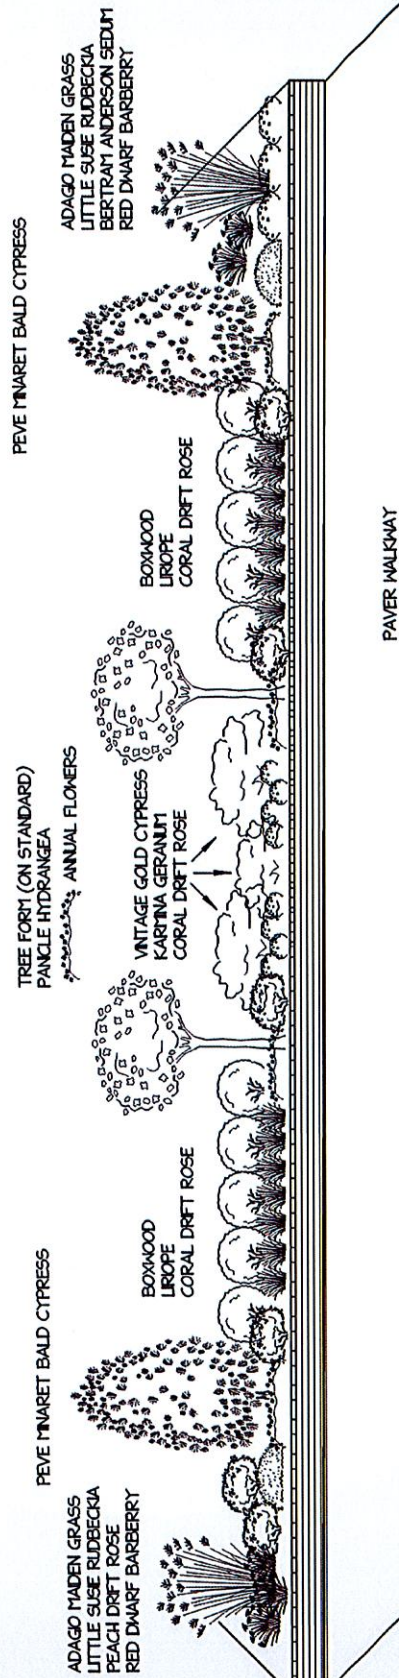 ADAGIO MAIDEN GRASS
LITTLE SUSIE RUDBECKIA
PEACH DRIFT ROSE
RED DWARF BARBERRY
PEVE MINARET BALD CYPRESS
BOXWOOD
LIRIOPE
CORAL DRIFT ROSE
TREE FORM (ON STANDARD)
PANICLE HYDRANGEA
ANNUAL FLOWERS
VINTAGE GOLD CYPRESS
KARMINA GERANIUM
CORAL DRIFT ROSE
BOXWOOD
LIRIOPE
CORAL DRIFT ROSE
PEVE MINARET BALD CYPRESS
ADAGIO MAIDEN GRASS
LITTLE SUSIE RUDBECKIA
BERTRAM ANDERSON SEDUM
RED DWARF BARBERRY
PAVER WALKWAY